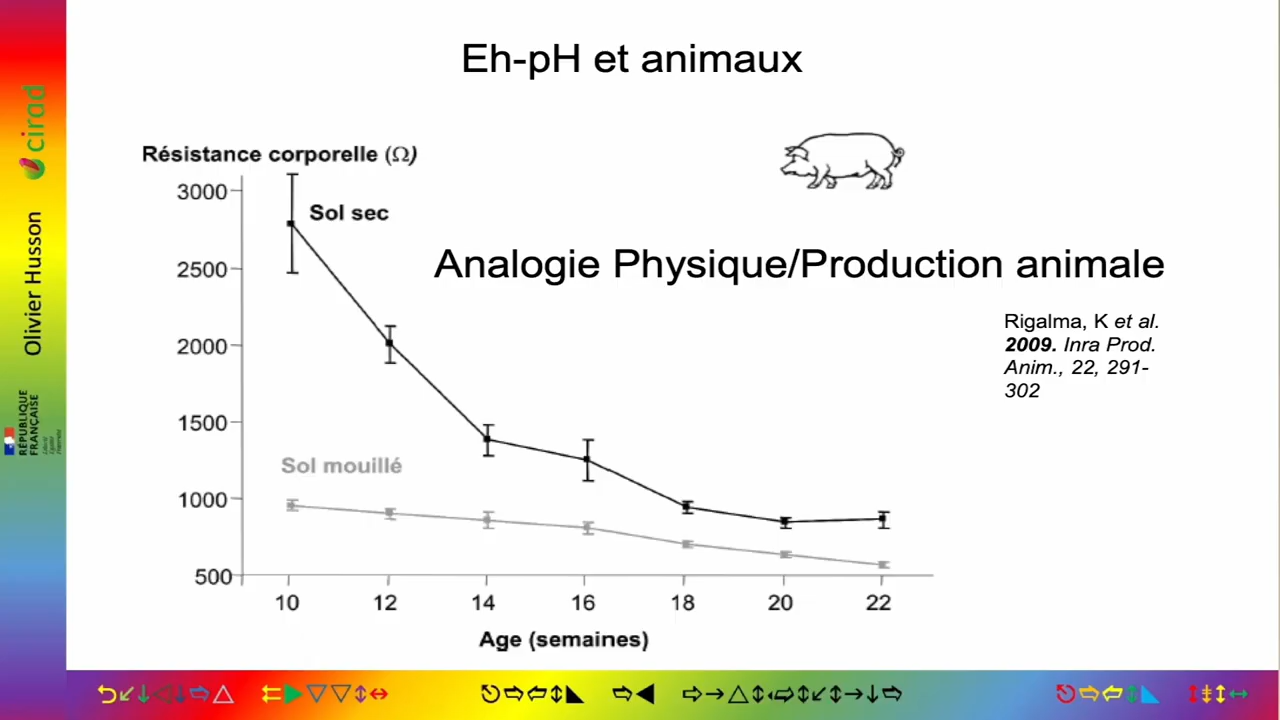 Eh-pH et animaux
cirad
Olivier Husson
RÉPUBLIQUE
FRANÇAISE
Résistance corporelle (Ω)
3000
2500
2000
1500
1000
500
Sol sec
Sol mouillé
10 12 14 16 18 20 22
Age (semaines)
Analogie Physique/Production animale
Rigalma, K et al.
2009. Inra Prod.
Anim., 22, 291-
302